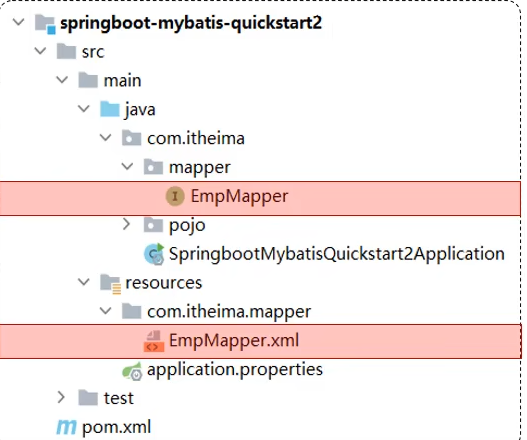 springboot-mybatis-quickstart2
src
main
java
com.itheima
mapper
I EmpMapper
pojo
SpringbootMybatisQuickstart2Application
resources
com.itheima.mapper
EmpMapper.xml
application.properties
test
m pom.xml